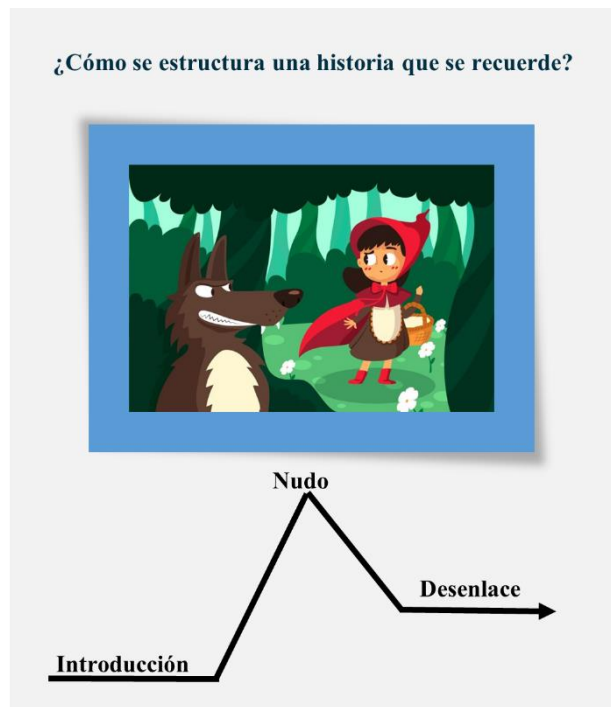 ¿Cómo se estructura una historia que se recuerde?
Nudo
Desenlace
Introducción